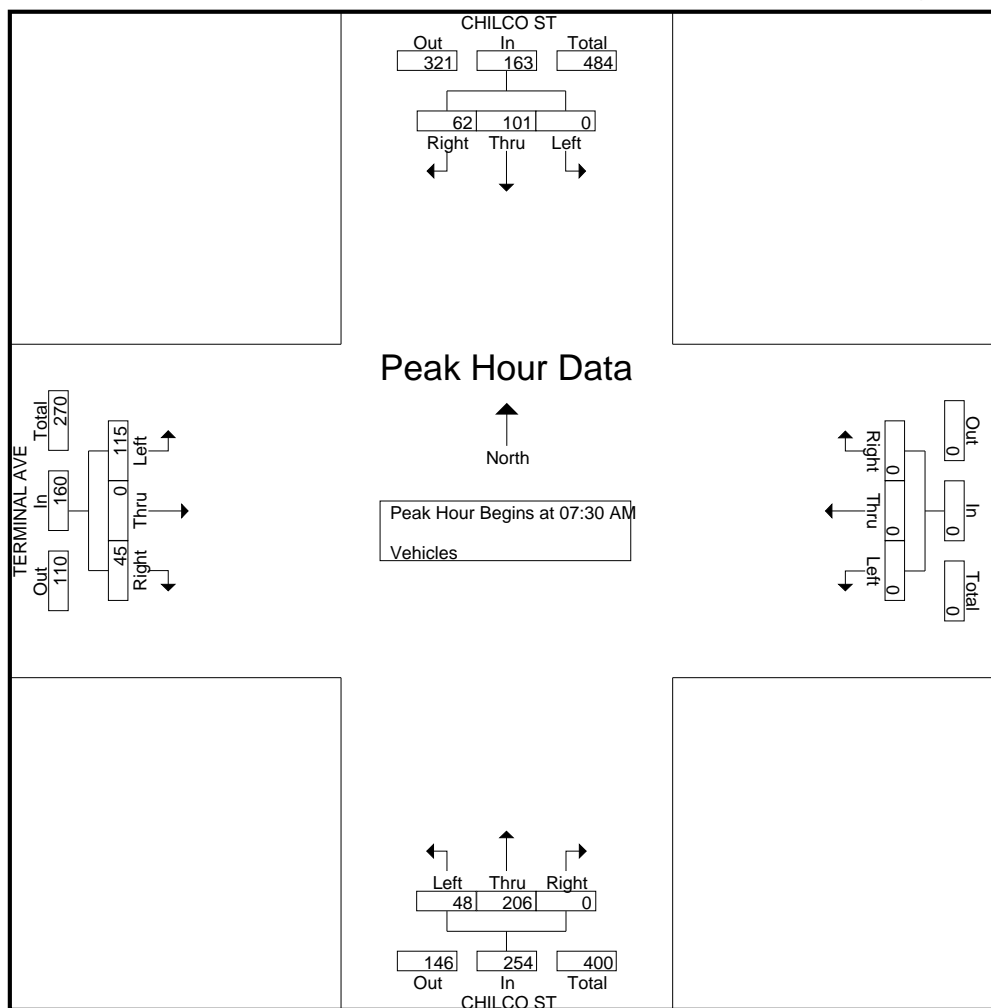 CHILCO ST
Out In Total
321 163 484
62 101 0
Right Thru Left
Peak Hour Data
North
Peak Hour Begins at 07:30 AM
Vehicles
TERMINAL AVE
Out In Total
110 160 270
115 0 45
Left Thru Right
Right Thru Left
0 0 0
Out In Total
0 0 0
Left Thru Right
48 206 0
146 254 400
Out In Total
CHILCO ST